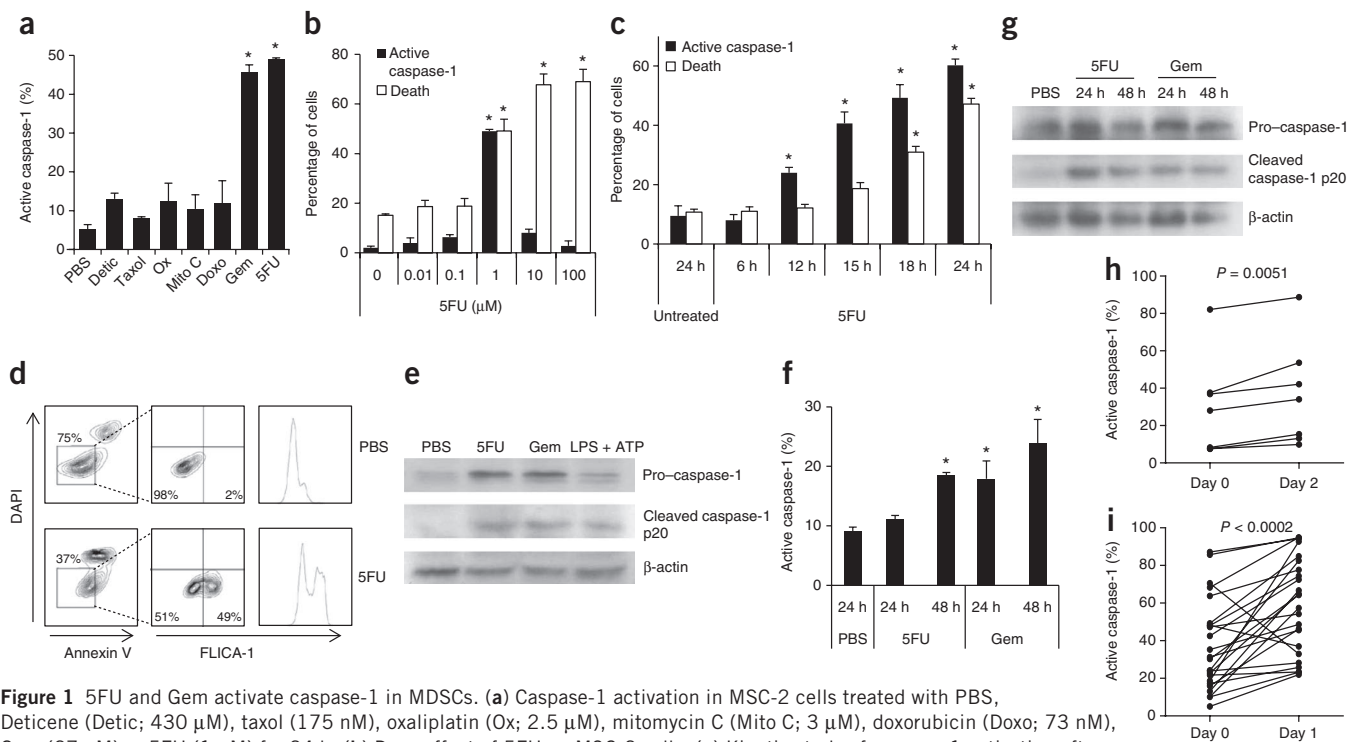 a
Active caspase-1 (%)
50
40
30
20
10
0
* *
PBS
Detic
Taxol
Ox
Mito C
Doxo
Gem
5FU
b
Percentage of cells
80
60
40
20
0
Active
caspase-1
Death
* * * *
0 0.01 0.1 1 10 100
5FU (μM)
c
Percentage of cells
60
40
20
0
Active caspase-1
Death
* * * * * *
24 h 6 h 12 h 15 h 18 h 24 h
Untreated 5FU
g
5FU Gem
PBS 24 h 48 h 24 h 48 h
Pro–caspase-1
Cleaved
caspase-1 p20
β-actin
d
DAPI
75%
98% 2%
PBS
37%
51% 49%
5FU
Annexin V FLICA-1
e
PBS 5FU Gem LPS + ATP
Pro–caspase-1
Cleaved caspase-1
p20
β-actin
f
Active caspase-1 (%)
30
20
10
0
* * *
24 h 24 h 48 h 24 h 48 h
PBS 5FU Gem
h
P = 0.0051
Active caspase-1 (%)
100
80
60
40
20
0
Day 0 Day 2
i
P < 0.0002
Active caspase-1 (%)
100
80
60
40
20
0
Day 0 Day 1
Figure 1 5FU and Gem activate caspase-1 in MDSCs. (a) Caspase-1 activation in MSC-2 cells treated with PBS,
Deticene (Detic; 430 μM), taxol (175 nM), oxaliplatin (Ox; 2.5 μM), mitomycin C (Mito C; 3 μM), doxorubicin (Doxo; 73 nM),